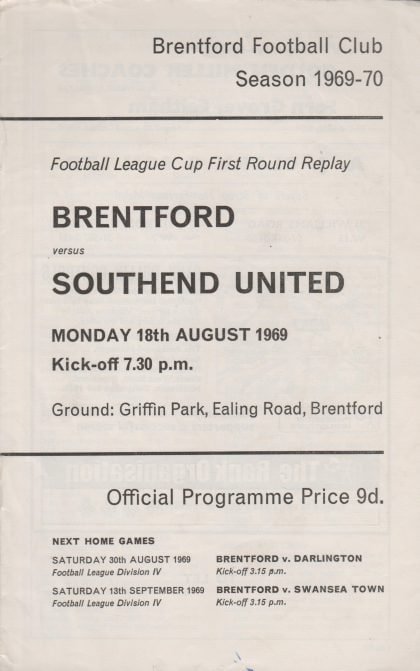 Brentford Football Club
Season 1969-70
Football League Cup First Round Replay
BRENTFORD
versus
SOUTHEND UNITED
MONDAY 18th AUGUST 1969
Kick-off 7.30 p.m.
Ground: Griffin Park, Ealing Road, Brentford
Official Programme Price 9d.
NEXT HOME GAMES
SATURDAY 30th AUGUST 1969 BRENTFORD v. DARLINGTON
Football League Division IV Kick-off 3.15 p.m.
SATURDAY 13th SEPTEMBER 1969 BRENTFORD v. SWANSEA TOWN
Football League Division IV Kick-off 3.15 p.m.